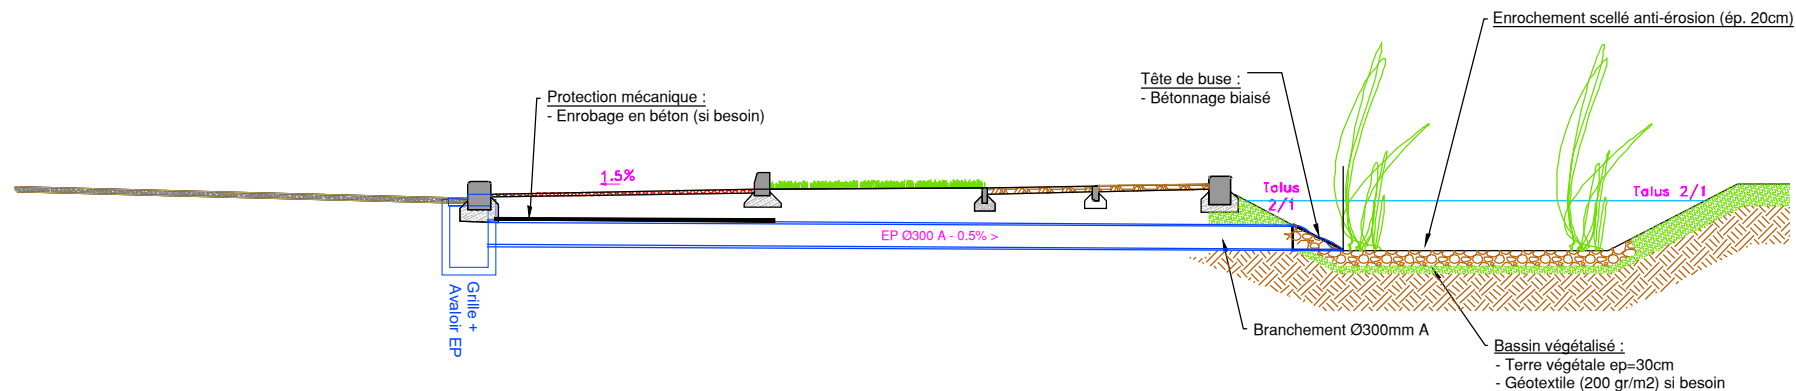 Enrochement scellé anti-érosion (ép. 20cm)
Tête de buse :
- Bétonnage biaisé
Protection mécanique :
- Enrobage en béton (si besoin)
1.5%
Talus
2/1
Talus 2/1
EP Ø300 A - 0.5% >
Grille +
Avaloir EP
Branchement Ø300mm A
Bassin végétalisé :
- Terre végétale ep=30cm
- Géotextile (200 gr/m2) si besoin